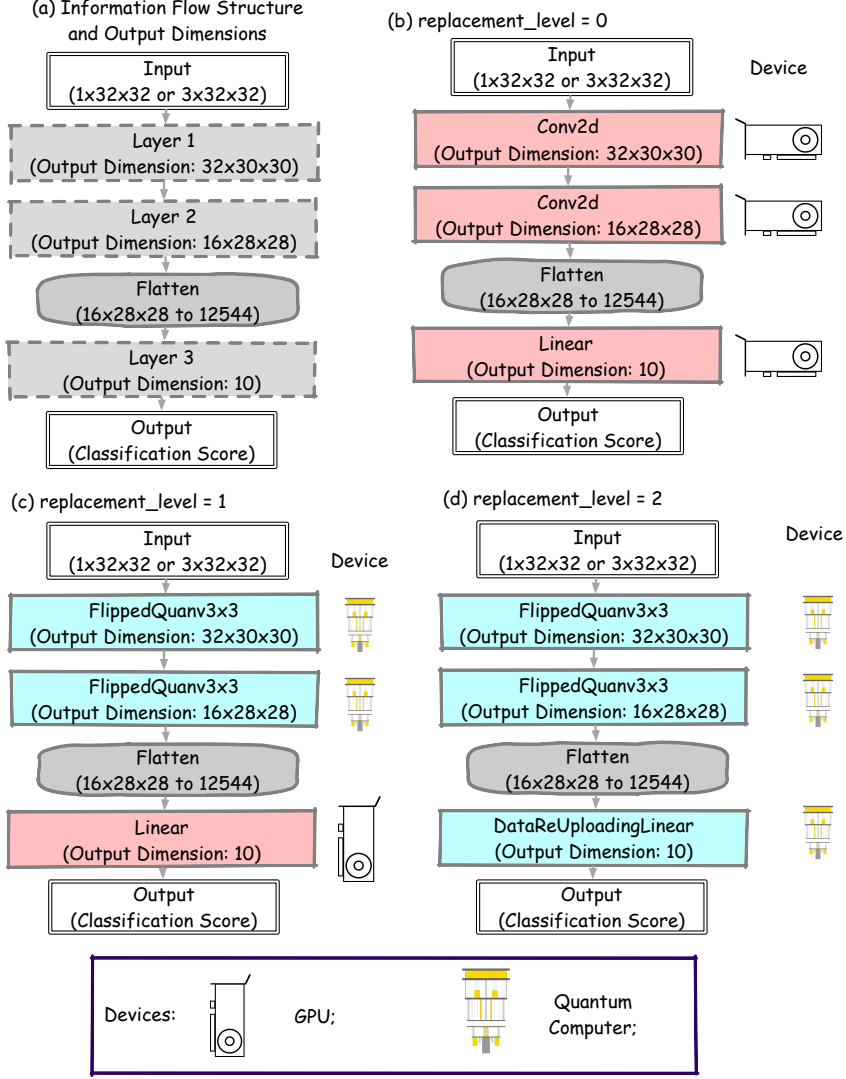 (a) Information Flow Structure
and Output Dimensions
Input
(1x32x32 or 3x32x32)
Layer 1
(Output Dimension: 32x30x30)
Layer 2
(Output Dimension: 16x28x28)
Flatten
(16x28x28 to 12544)
Layer 3
(Output Dimension: 10)
Output
(Classification Score)
(b) replacement_level = 0
Input
(1x32x32 or 3x32x32)
Device
Conv2d
(Output Dimension: 32x30x30)
Conv2d
(Output Dimension: 16x28x28)
Flatten
(16x28x28 to 12544)
Linear
(Output Dimension: 10)
Output
(Classification Score)
(c) replacement_level = 1
Input
(1x32x32 or 3x32x32)
Device
FlippedQuanv3x3
(Output Dimension: 32x30x30)
FlippedQuanv3x3
(Output Dimension: 16x28x28)
Flatten
(16x28x28 to 12544)
Linear
(Output Dimension: 10)
Output
(Classification Score)
(d) replacement_level = 2
Input
(1x32x32 or 3x32x32)
Device
FlippedQuanv3x3
(Output Dimension: 32x30x30)
FlippedQuanv3x3
(Output Dimension: 16x28x28)
Flatten
(16x28x28 to 12544)
DataReUploadingLinear
(Output Dimension: 10)
Output
(Classification Score)
Devices:
GPU;
Quantum
Computer;